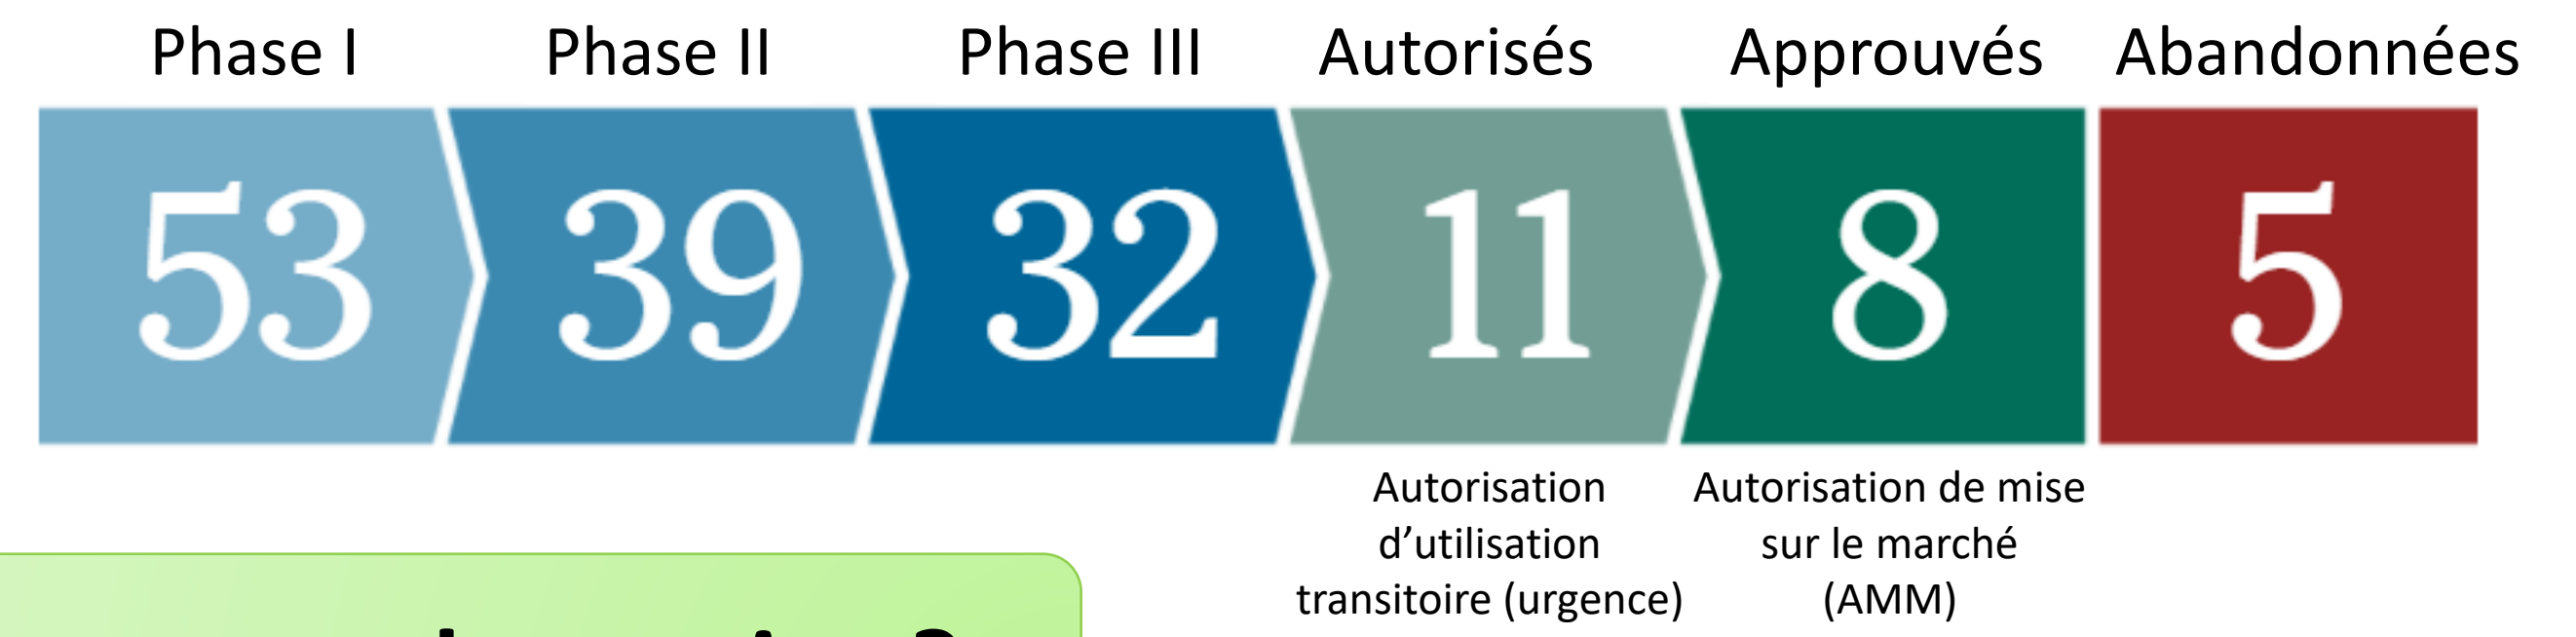 Phase I Phase II Phase III Autorisés Approuvés Abandonnées
53 39 32 11 8 5
Autorisation
d’utilisation
transitoire (urgence)
Autorisation de mise
sur le marché
(AMM)